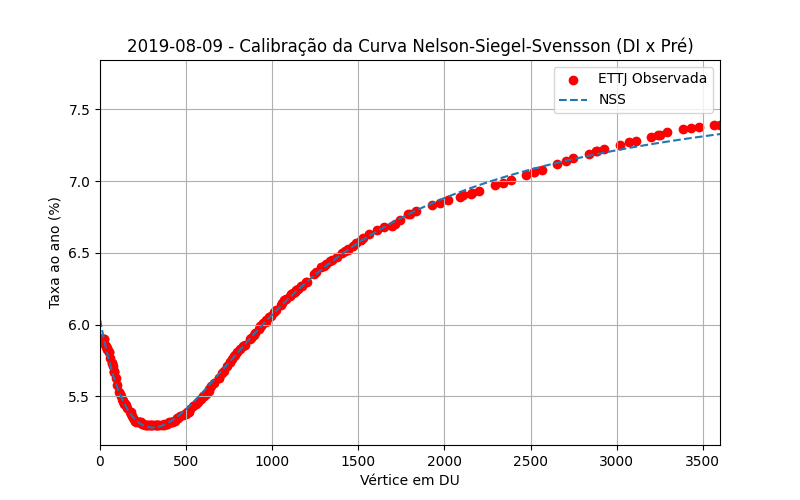 2019-08-09 - Calibração da Curva Nelson-Siegel-Svensson (DI x Pré)
ETTJ Observada
NSS
Taxa ao ano (%)
7.5
7.0
6.5
6.0
5.5
0 500 1000 1500 2000 2500 3000 3500
Vértice em DU